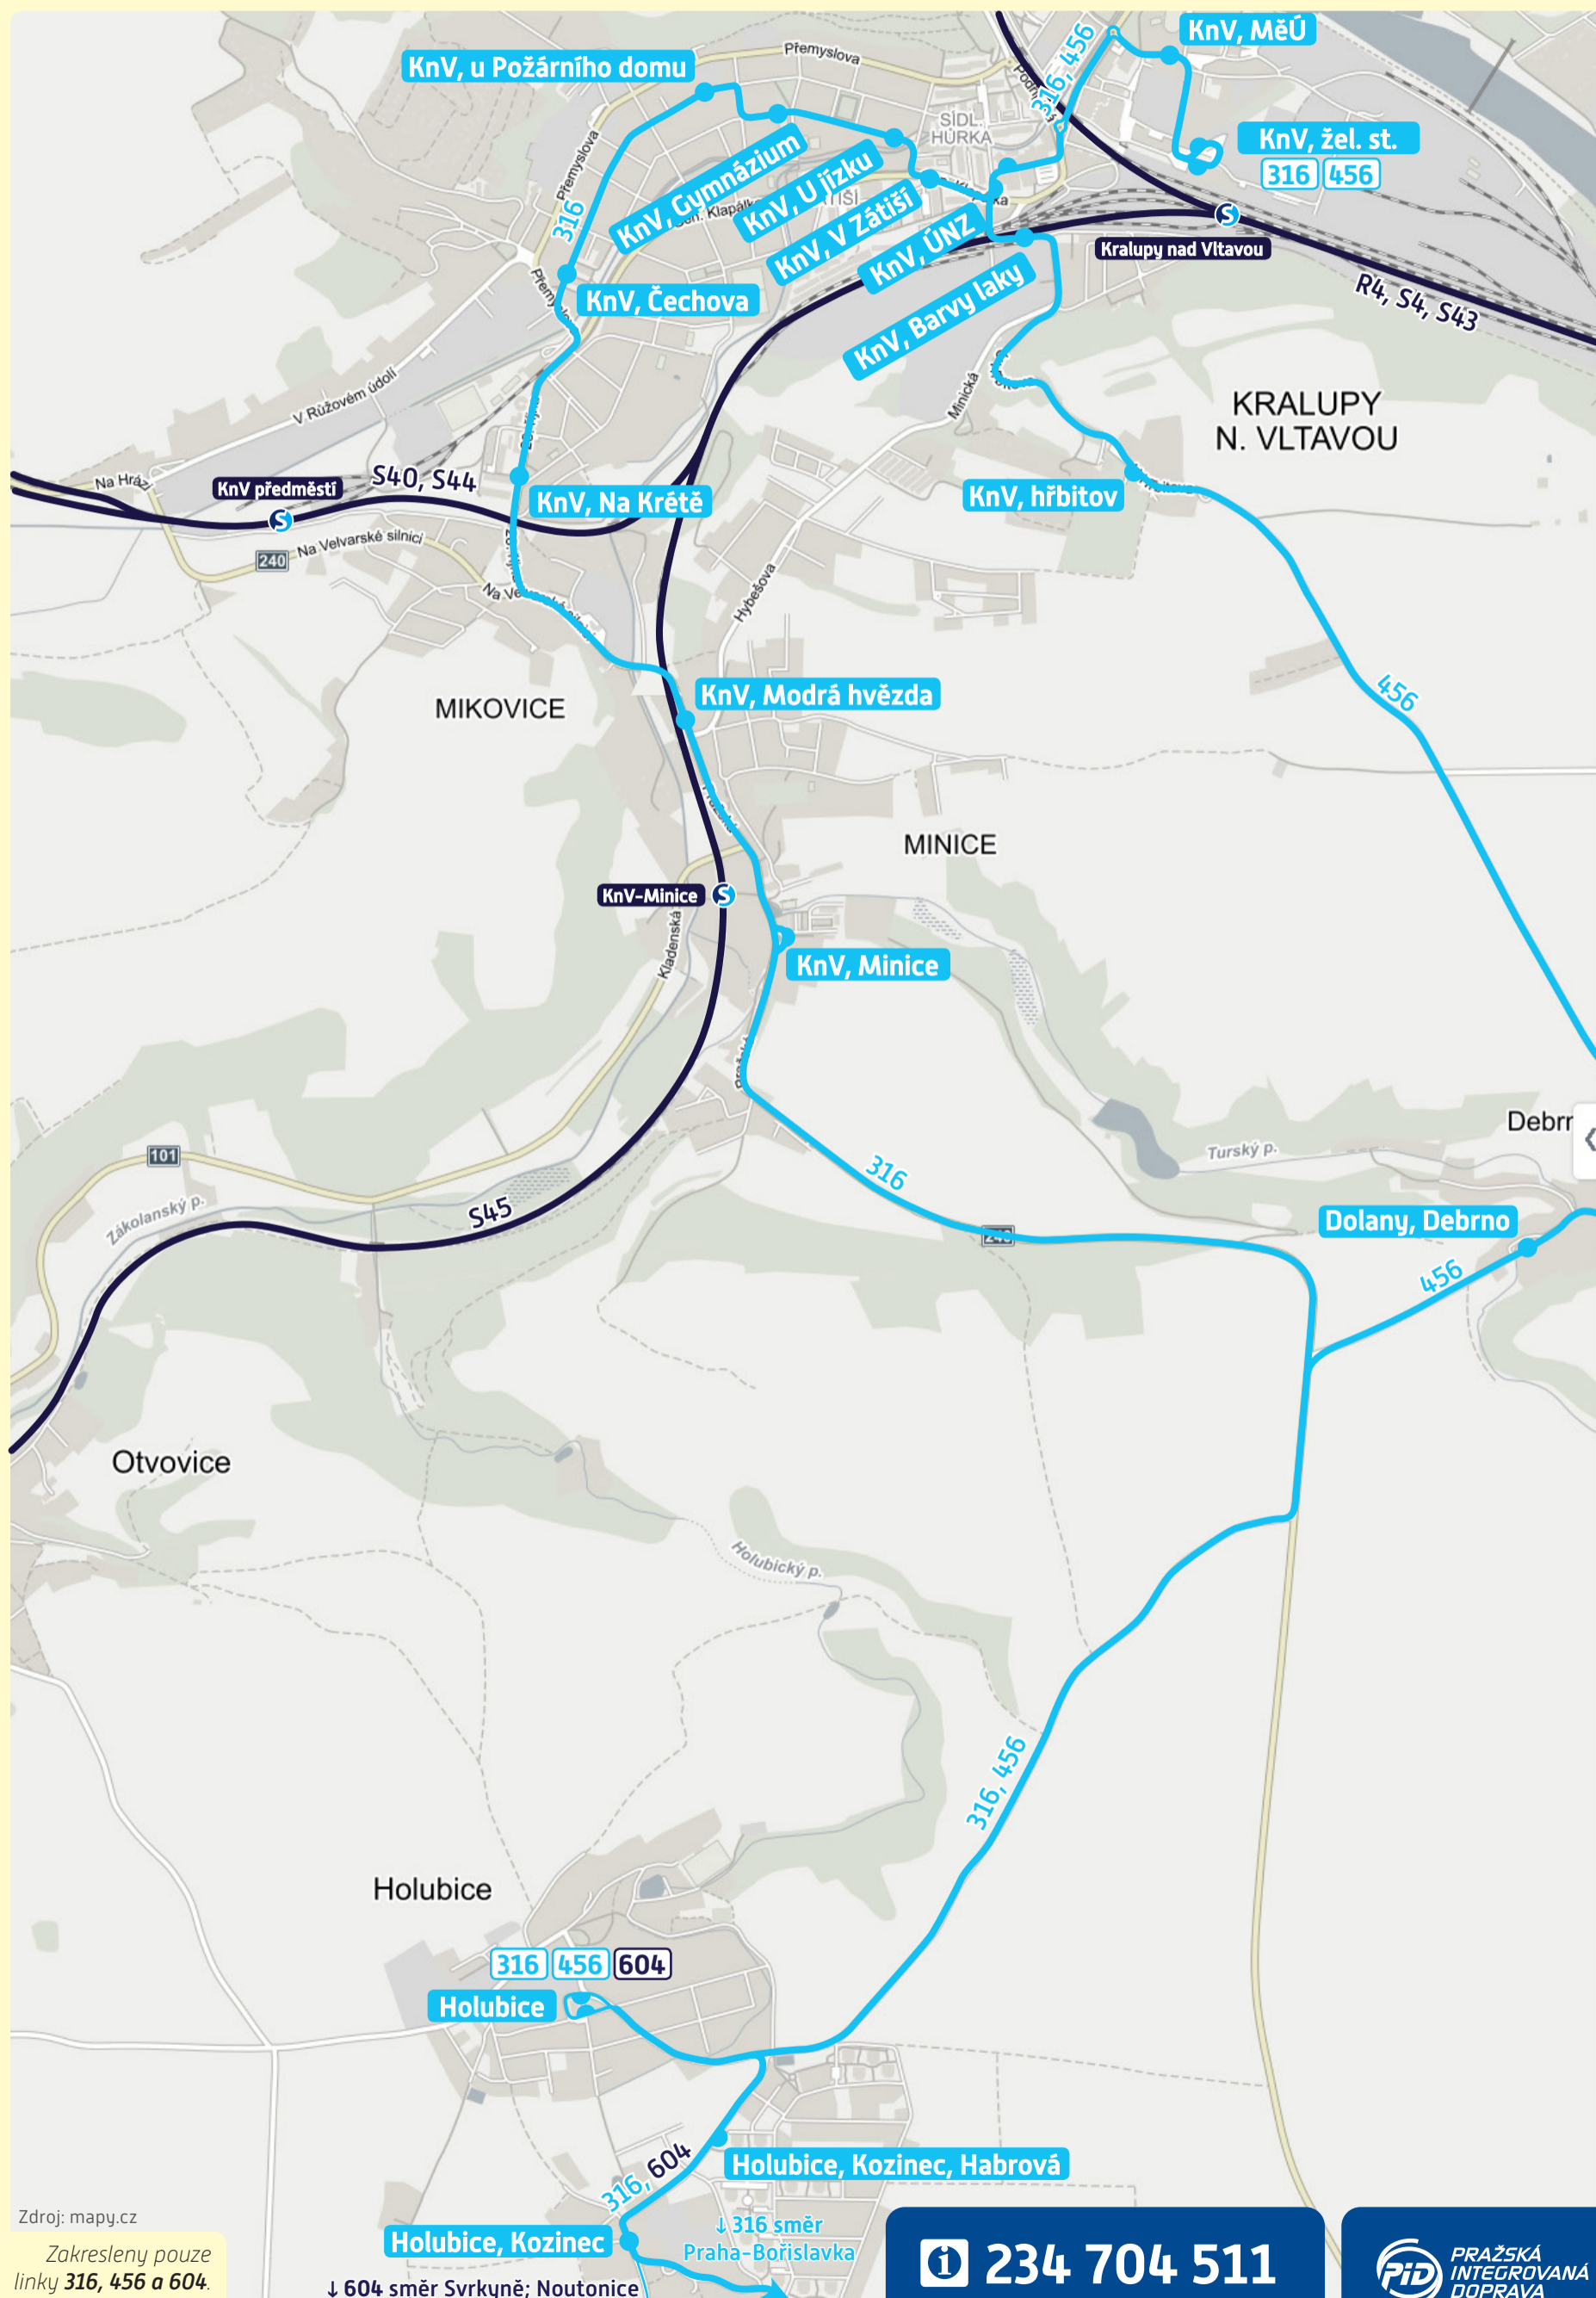 KnV, MěÚ
Přemyslova
316, 456
KnV, u Požárního domu
SÍDL.
HŮRKA
KnV, žel. st.
316 456
KnV, Gymnázium
Přemyslova
KnV, U jízku
KnV, V Zátiší
316
KnV, ÚNZ
Kralupy nad Vltavou
KnV, Čechova
KnV, Barvy laky
R4, S4, S43
V Růžovém údolí
Minická
KRALUPY
N. VLTAVOU
Na Hrázi
KnV předměstí
S40, S44
KnV, Na Krétě
KnV, hřbitov
240
Na Velvarské silnici
Hybešova
456
MIKOVICE
KnV, Modrá hvězda
MINICE
KnV-Minice
Kladenská
KnV, Minice
Debrn
101
316
Turský p.
Zákolanský p.
S45
Dolany, Debrno
456
Otvovice
Holubický p.
316, 456
Holubice
316 456 604
Holubice
316, 604
Holubice, Kozinec, Habrová
Zdroj: mapy.cz
Holubice, Kozinec
↓ 316 směr
Praha-Bořislavka
Zakresleny pouze
linky 316, 456 a 604.
↓ 604 směr Svrkyně; Noutonice
i 234 704 511
PID
PRAŽSKÁ
INTEGROVANÁ
DOPRAVA